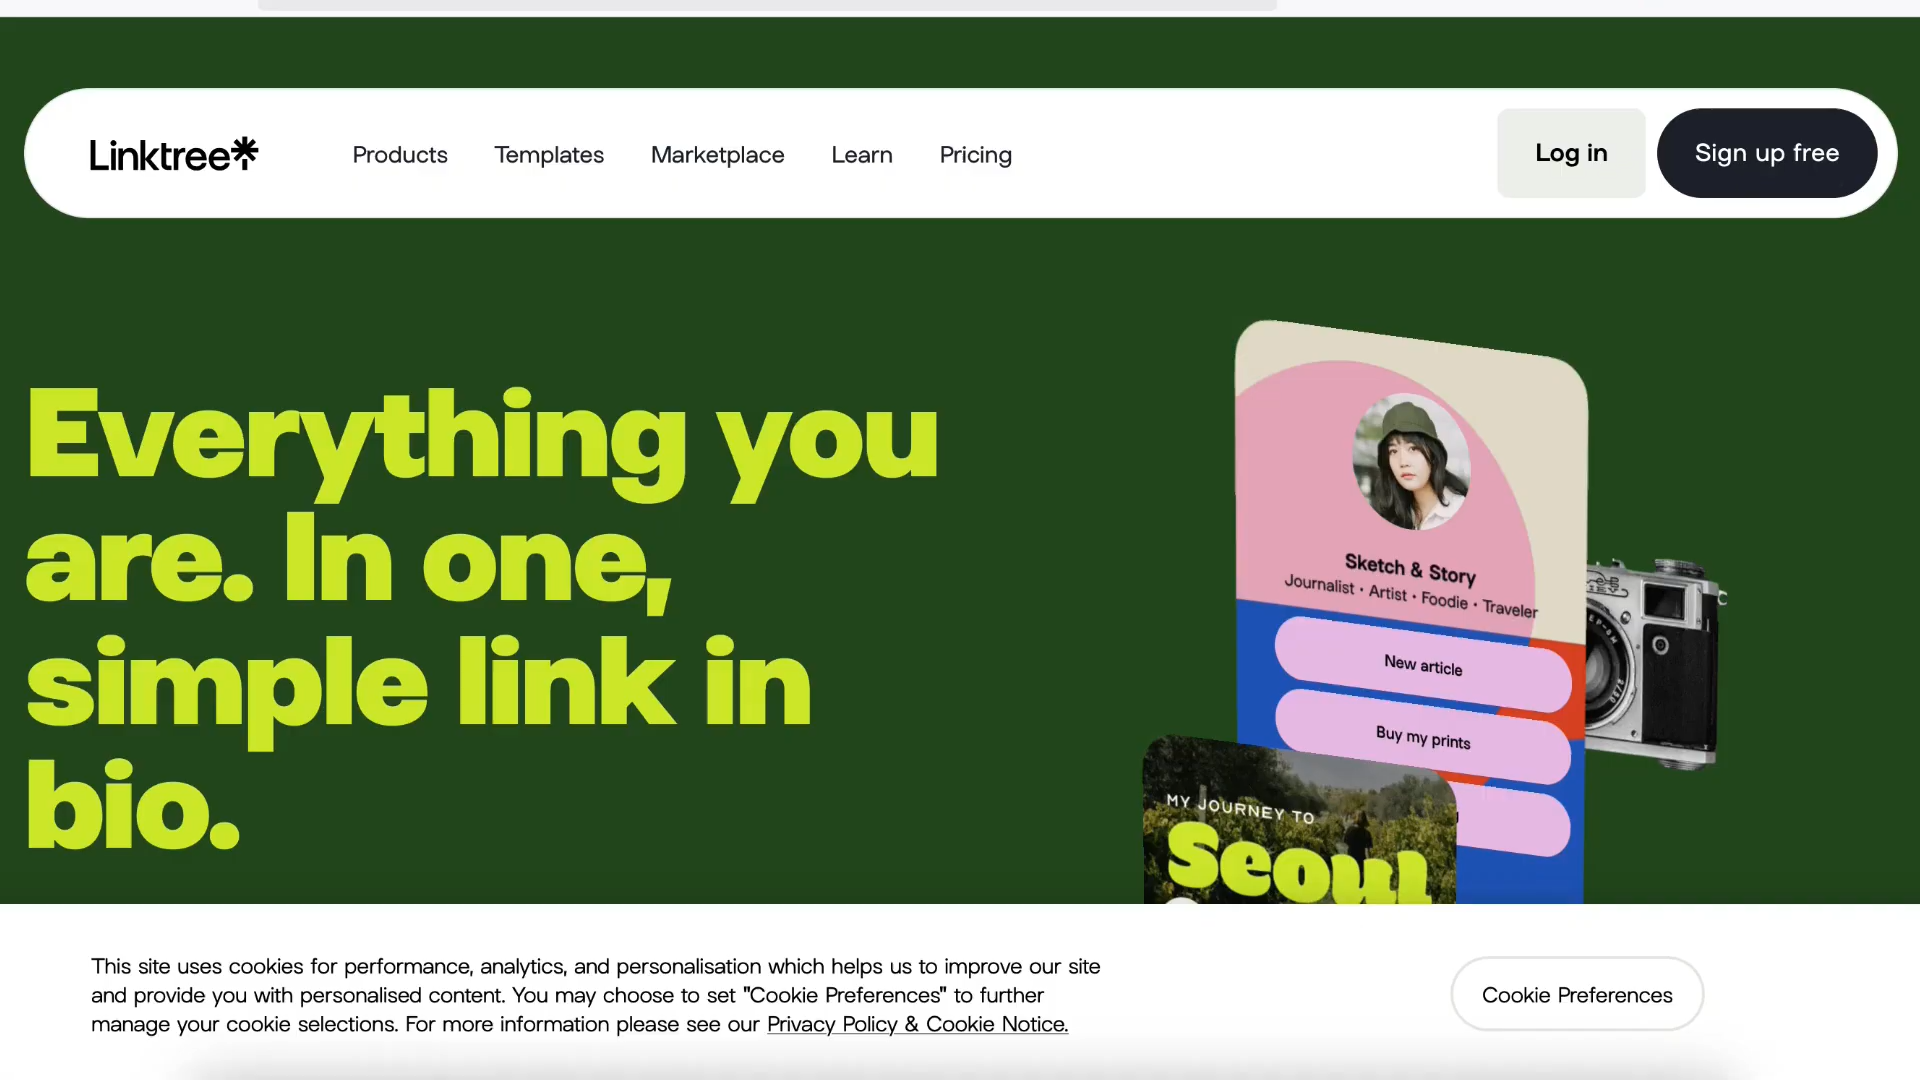 Linktree
Products
Templates
Marketplace
Learn
Pricing
Log in
Sign up free
Everything you
are. In one,
simple link in
bio.
Sketch & Story
Journalist • Artist • Foodie • Traveler
New article
Buy my prints
MY JOURNEY TO
Seoul
This site uses cookies for performance, analytics, and personalisation which helps us to improve our site
and provide you with personalised content. You may choose to set "Cookie Preferences" to further
manage your cookie selections. For more information please see our Privacy Policy & Cookie Notice.
Cookie Preferences